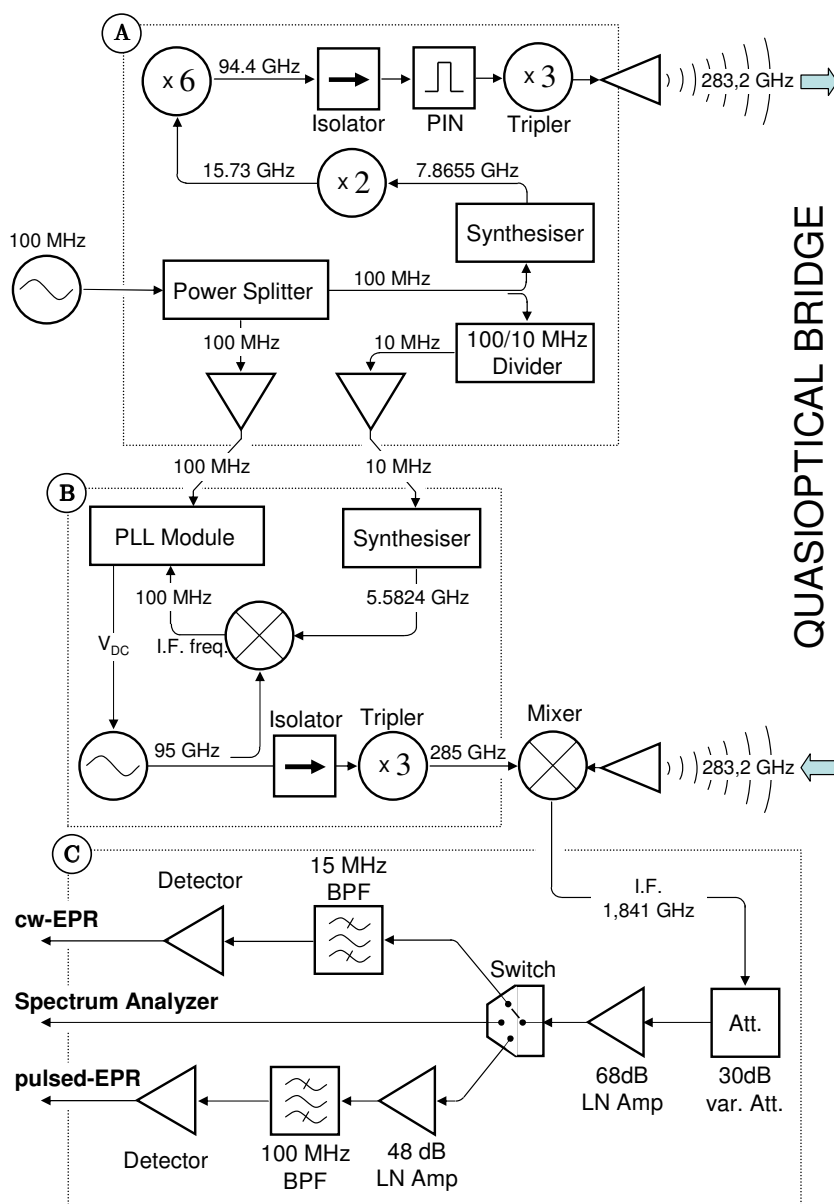 A
x 6
94.4 GHz
Isolator
PIN
x 3
Tripler
283,2 GHz
15.73 GHz
x 2
7.8655 GHz
Synthesiser
100 MHz
Power Splitter
100 MHz
100 MHz
10 MHz
100/10 MHz
Divider
QUASIOPTICAL BRIDGE
100 MHz
10 MHz
B
PLL Module
Synthesiser
100 MHz
5.5824 GHz
I.F. freq.
VDC
95 GHz
Isolator
Tripler
x 3
285 GHz
Mixer
283,2 GHz
C
I.F.
1,841 GHz
Detector
15 MHz
BPF
cw-EPR
Switch
Spectrum Analyzer
Att.
68dB
LN Amp
30dB
var. Att.
pulsed-EPR
Detector
100 MHz
BPF
48 dB
LN Amp